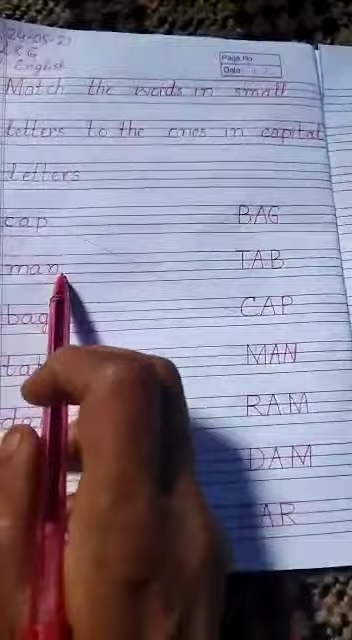 24-05-21
English
Page No
Date
Match the words in small
letters to the ones in capital
letters
cap BAG
man TAB
bag CAP
MAN
RAM
DAM
AR